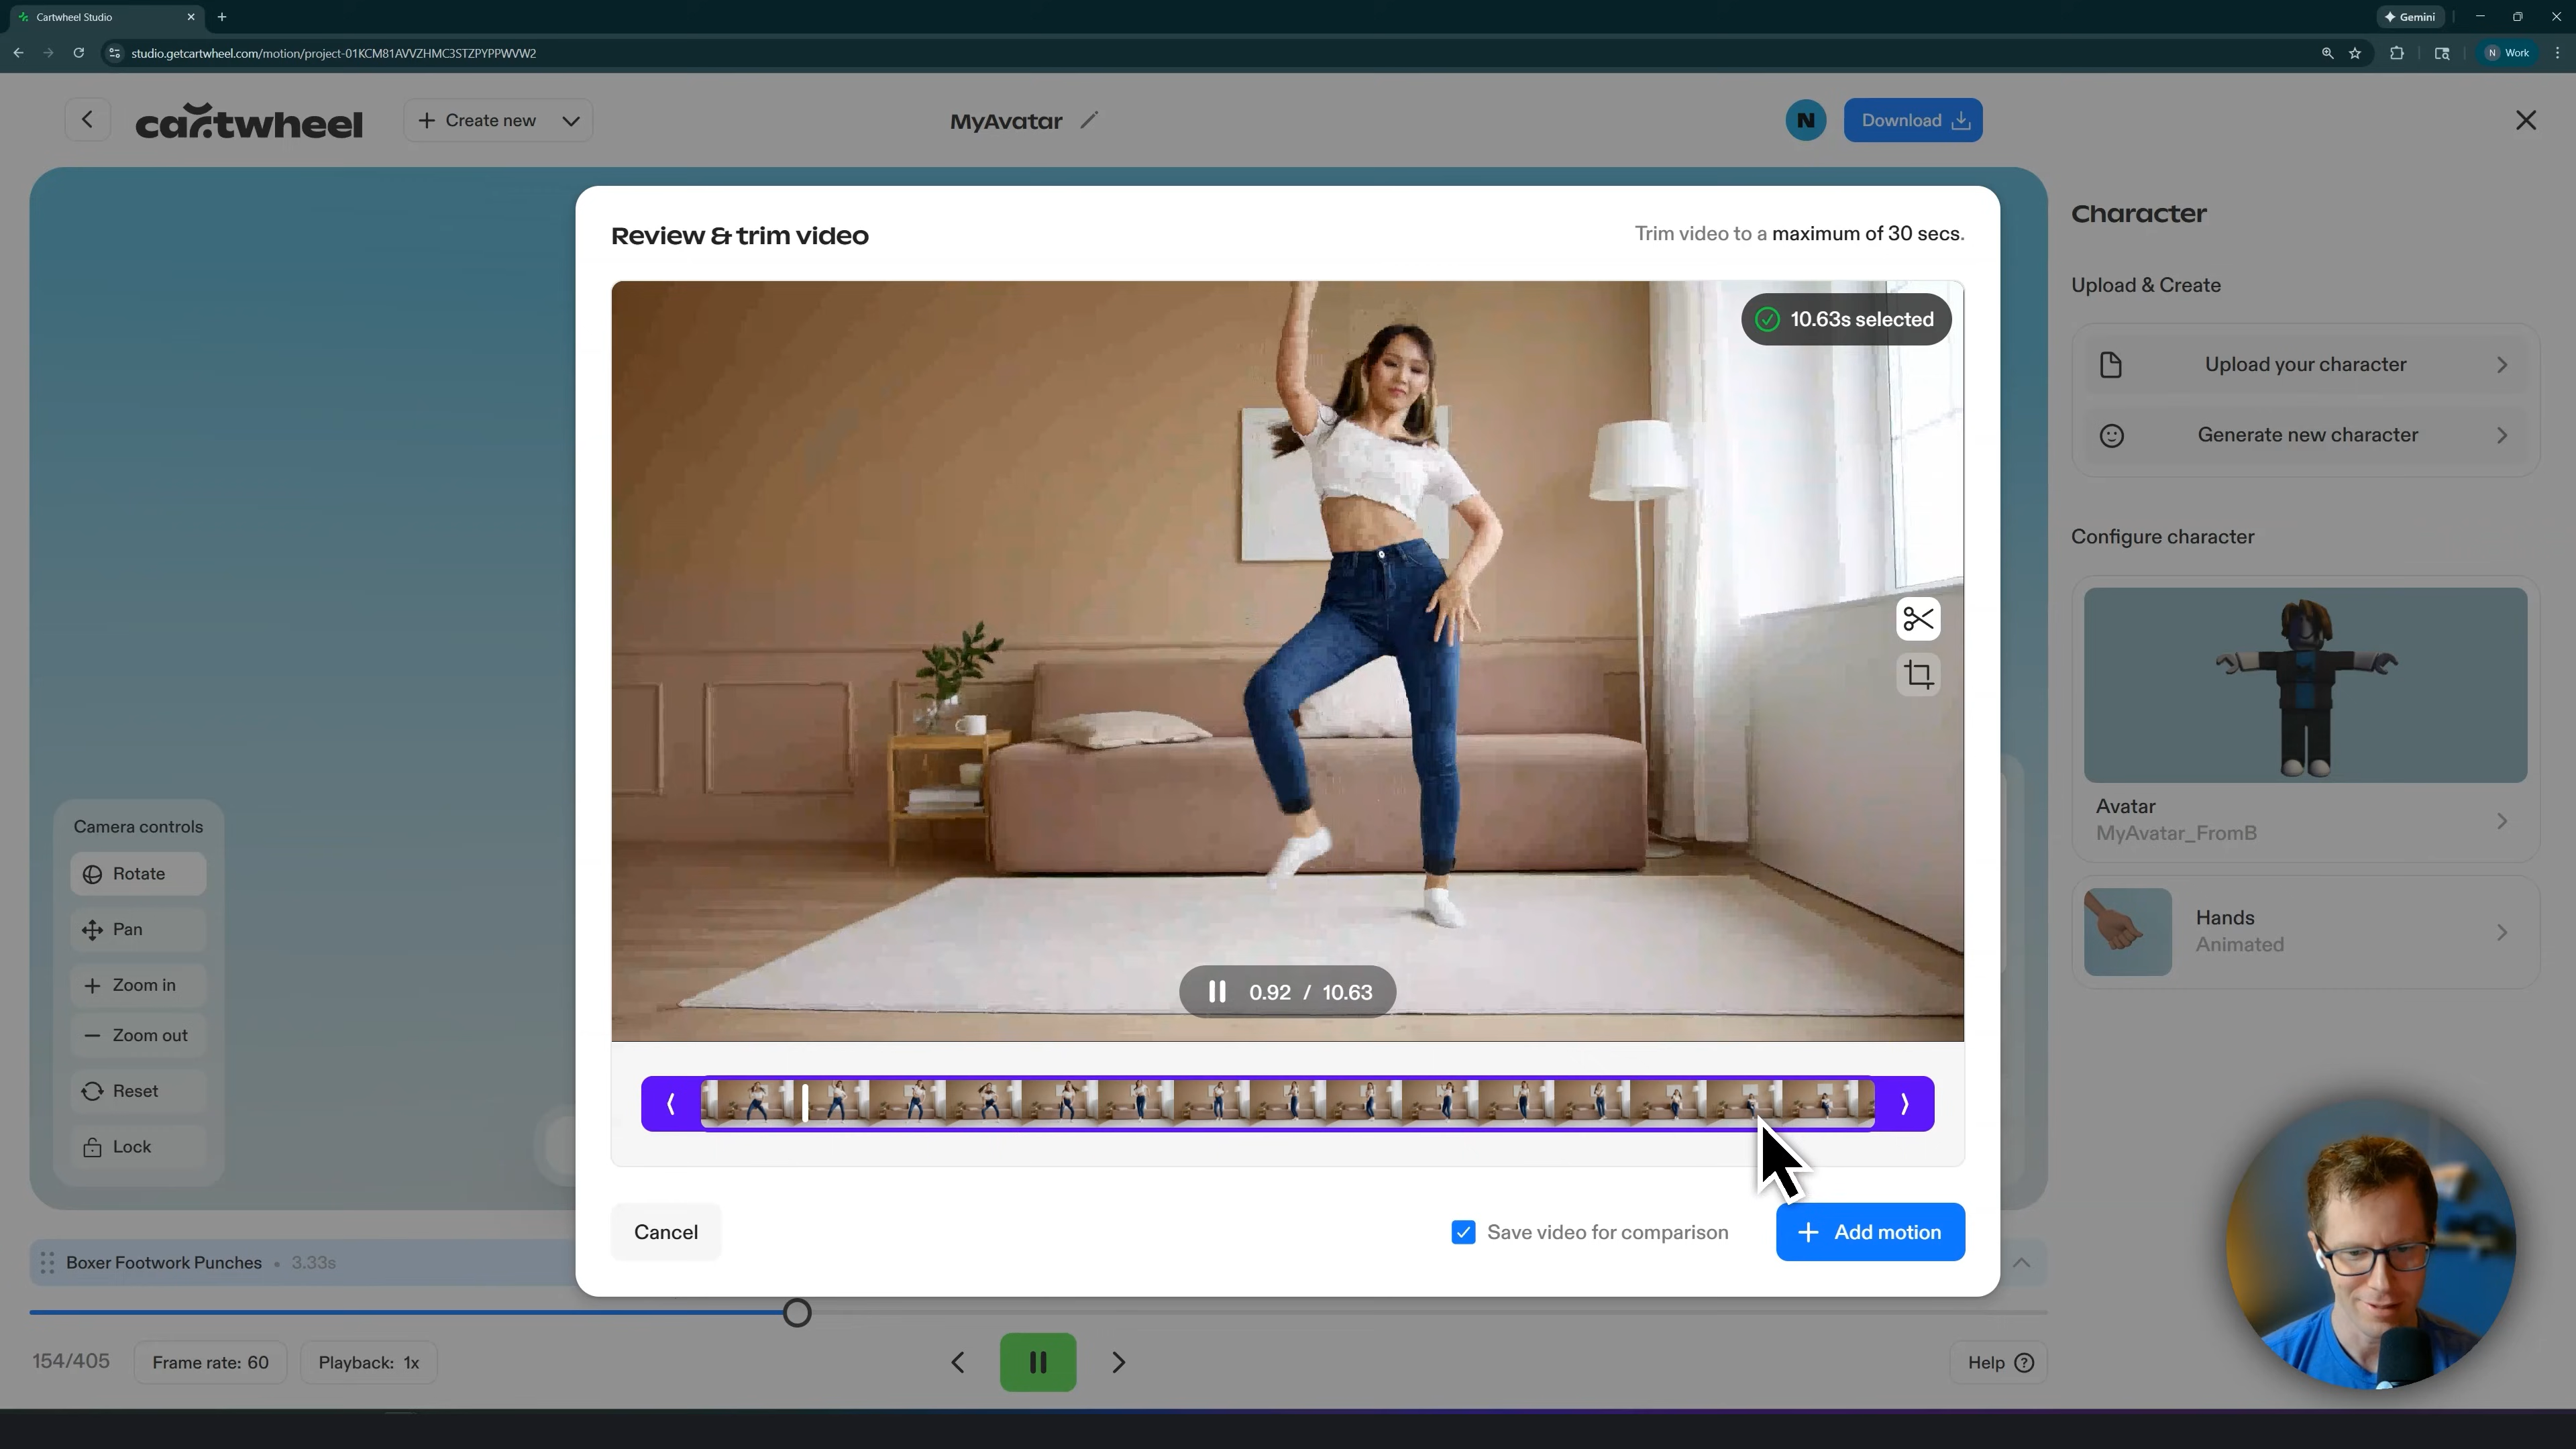 Cartwheel Studio
Gemini
studio.getcartwheel.com/motion/project-01KCM81AVVZHMC3STZPYPPWVW2
N Work
cartwheel
Create new
MyAvatar
N
Download
Review & trim video
Trim video to a maximum of 30 secs.
10.63s selected
0.92 / 10.63
Cancel
Save video for comparison
Add motion
Character
Upload & Create
Upload your character
Generate new character
Configure character
Avatar
MyAvatar_FromB
Hands
Animated
Camera controls
Rotate
Pan
Zoom in
Zoom out
Reset
Lock
Boxer Footwork Punches • 3.33s
154/405
Frame rate: 60
Playback: 1x
Help